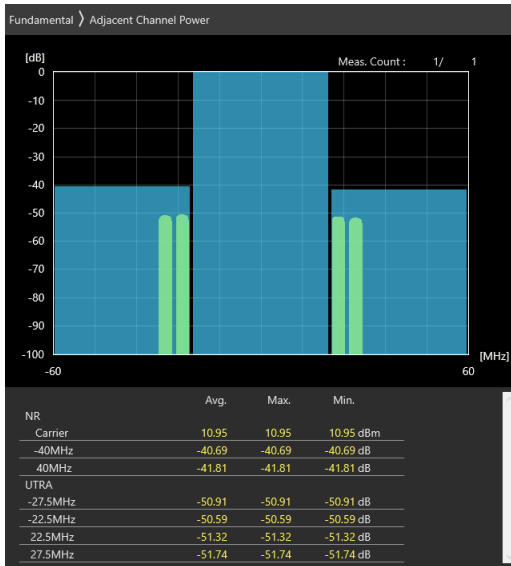 Fundamental 〉 Adjacent Channel Power
[dB]
Meas. Count : 1/ 1
0
-10
-20
-30
-40
-50
-60
-70
-80
-90
-100
[MHz]
-60 60
Avg. Max. Min.
NR
Carrier 10.95 10.95 10.95 dBm
-40MHz -40.69 -40.69 -40.69 dB
40MHz -41.81 -41.81 -41.81 dB
UTRA
-27.5MHz -50.91 -50.91 -50.91 dB
-22.5MHz -50.59 -50.59 -50.59 dB
22.5MHz -51.32 -51.32 -51.32 dB
27.5MHz -51.74 -51.74 -51.74 dB